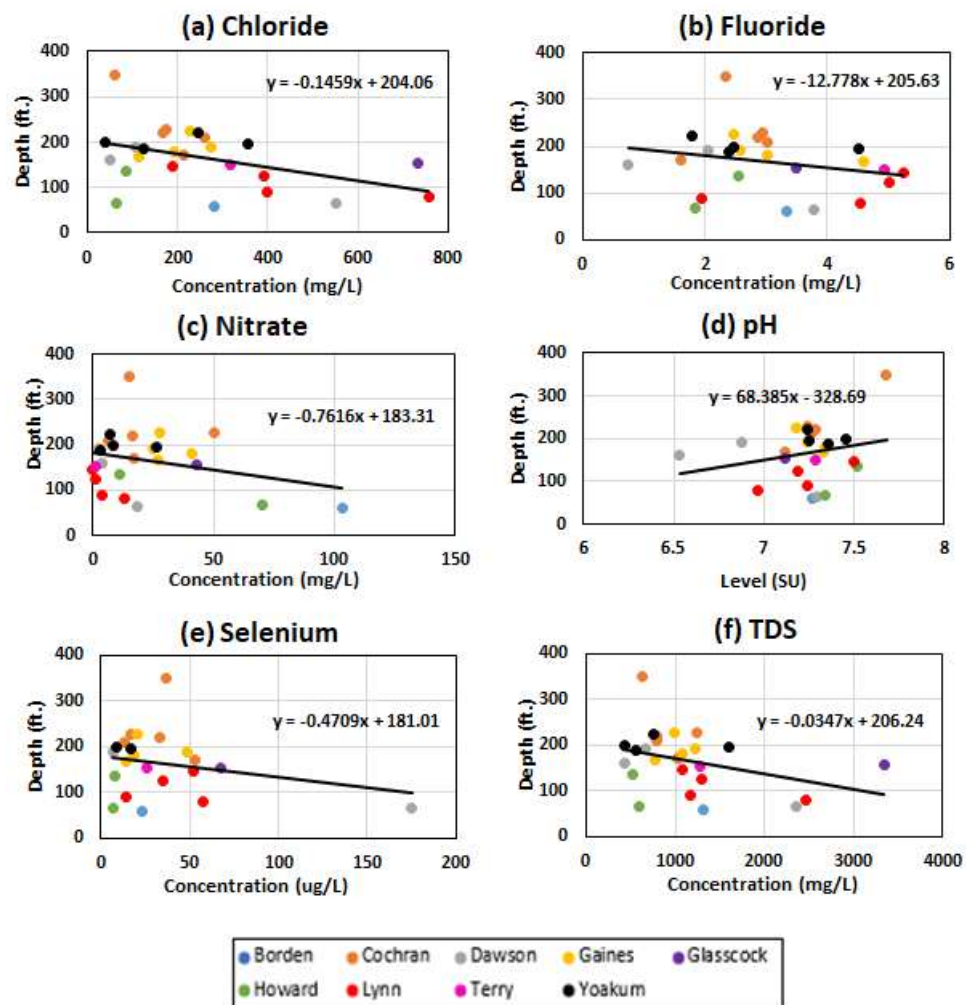 (a) Chloride
400
300
200
100
0
Depth (ft.)
y = -0.1459x + 204.06
0 200 400 600 800
Concentration (mg/L)
(b) Fluoride
400
300
200
100
0
Depth (ft.)
y = -12.778x + 205.63
0 2 4 6
Concentration (mg/L)
(c) Nitrate
400
300
200
100
0
Depth (ft.)
y = -0.7616x + 183.31
0 50 100 150
Concentration (mg/L)
(d) pH
400
300
200
100
0
Depth (ft.)
y = 68.385x - 328.69
6 6.5 7 7.5 8
Level (SU)
(e) Selenium
400
300
200
100
0
Depth (ft.)
y = -0.4709x + 181.01
0 50 100 150 200
Concentration (ug/L)
(f) TDS
400
300
200
100
0
Depth (ft.)
y = -0.0347x + 206.24
0 1000 2000 3000 4000
Concentration (mg/L)
Borden Cochran Dawson Gaines Glasscock
Howard Lynn Terry Yoakum